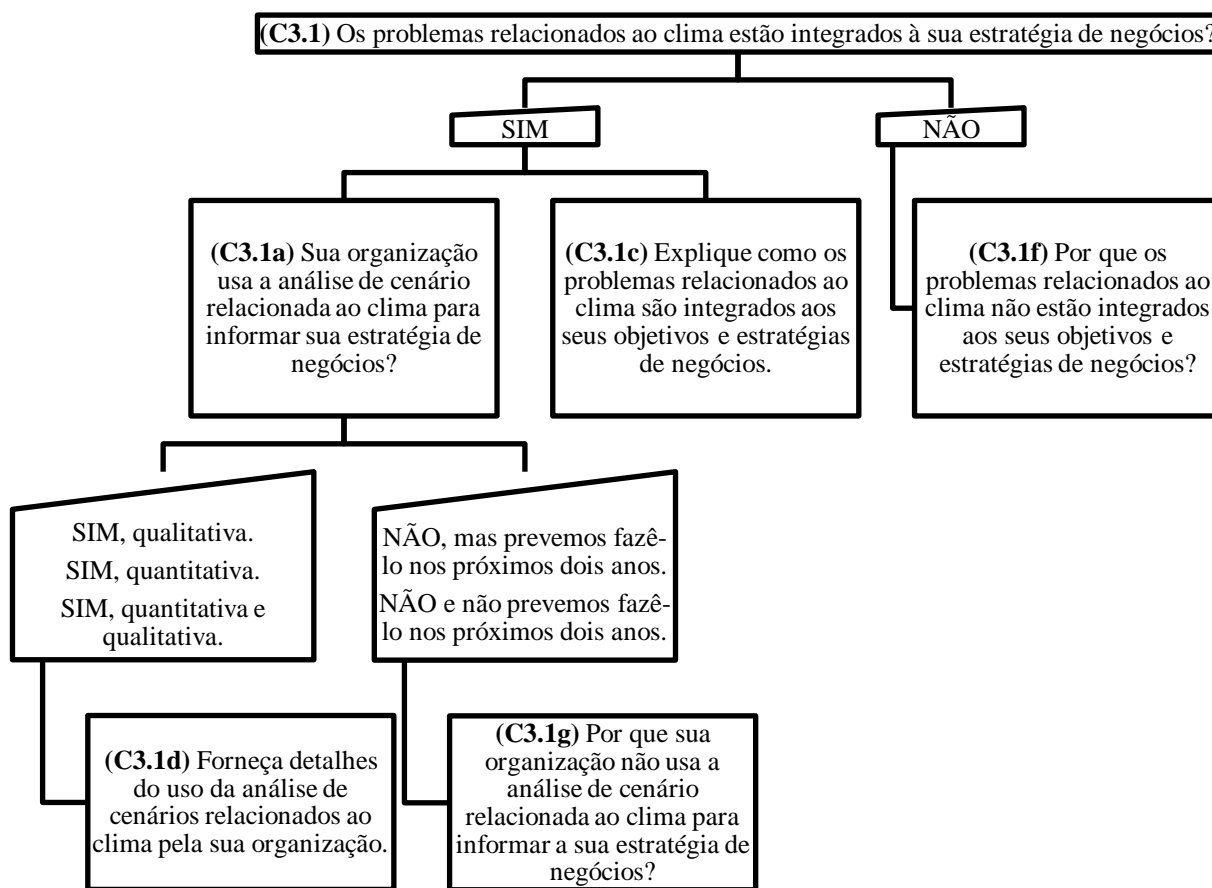 (C3.1) Os problemas relacionados ao clima estão integrados à sua estratégia de negócios?
SIM
NÃO
(C3.1a) Sua organização
usa a análise de cenário
relacionada ao clima para
informar sua estratégia de
negócios?
(C3.1c) Explique como os
problemas relacionados ao
clima são integrados aos
seus objetivos e estratégias
de negócios.
(C3.1f) Por que os
problemas relacionados ao
clima não estão integrados
aos seus objetivos e
estratégias de negócios?
SIM, qualitativa.
SIM, quantitativa.
SIM, quantitativa e
qualitativa.
NÃO, mas prevemos fazê-
lo nos próximos dois anos.
NÃO e não prevemos fazê-
lo nos próximos dois anos.
(C3.1d) Forneça detalhes
do uso da análise de
cenários relacionados ao
clima pela sua organização.
(C3.1g) Por que sua
organização não usa a
análise de cenário
relacionada ao clima para
informar a sua estratégia de
negócios?